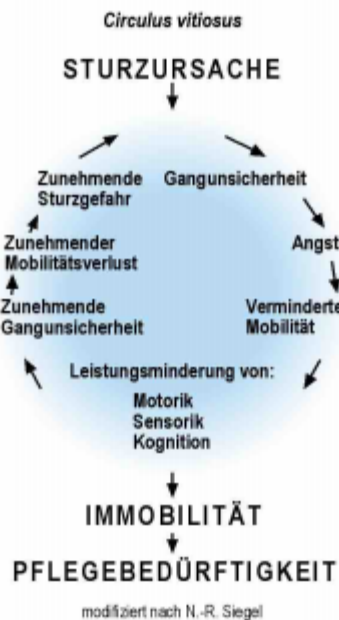 Circulus vitiosus
STURZURSACHE
Zunehmende Sturzgefahr
Gangunsicherheit
Zunehmender
Mobilitätsverlust
Angst
Zunehmende
Gangunsicherheit
Verminderte
Mobilität
Leistungsminderung von:
Motorik
Sensorik
Kognition
IMMOBILITÄT
PFLEGEBEDÜRFTIGKEIT
modifiziert nach N.-R. Siegel